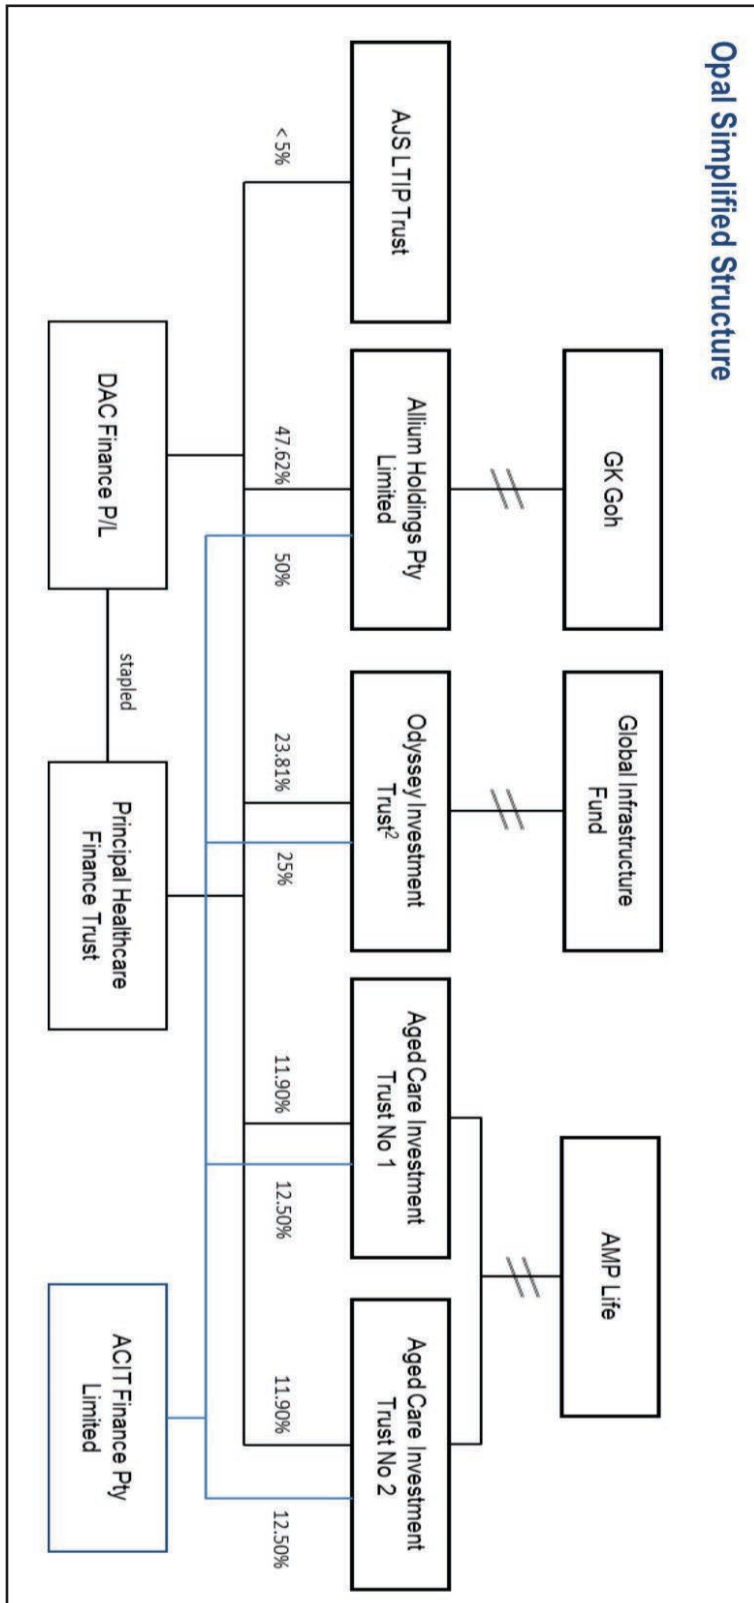 Opal Simplified Structure
GK Goh
Global Infrastructure
Fund
AMP Life
AJS LTIP Trust
Allium Holdings Pty
Limited
Odyssey Investment
Trust²
Aged Care Investment
Trust No 1
Aged Care Investment
Trust No 2
< 5%
47.62%
50%
23.81%
25%
11.90%
12.50%
11.90%
12.50%
DAC Finance P/L
stapled
Principal Healthcare
Finance Trust
ACIT Finance Pty
Limited